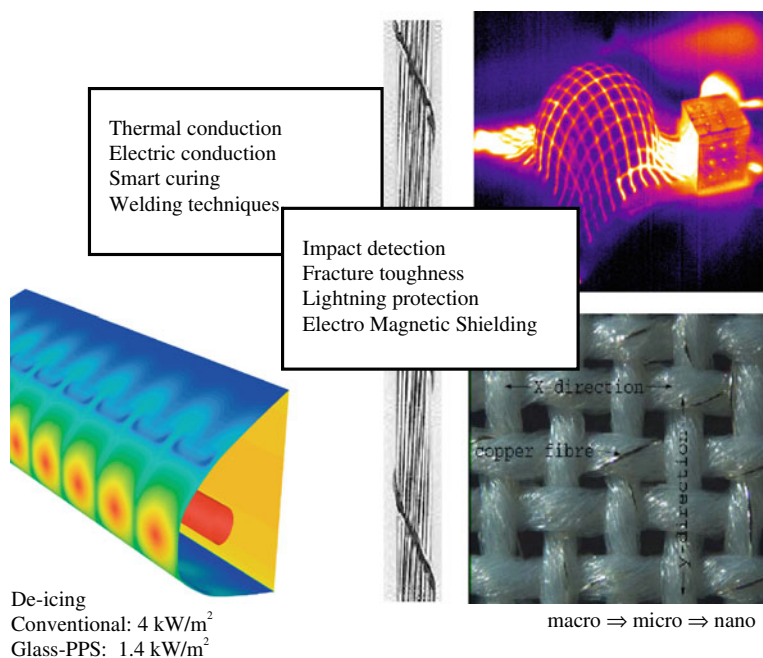 Thermal conduction
Electric conduction
Smart curing
Welding techniques
Impact detection
Fracture toughness
Lightning protection
Electro Magnetic Shielding
X-direction
copper fibre
y-direction
De-icing
Conventional: 4 kW/m²
Glass-PPS: 1.4 kW/m²
macro ⇒ micro ⇒ nano